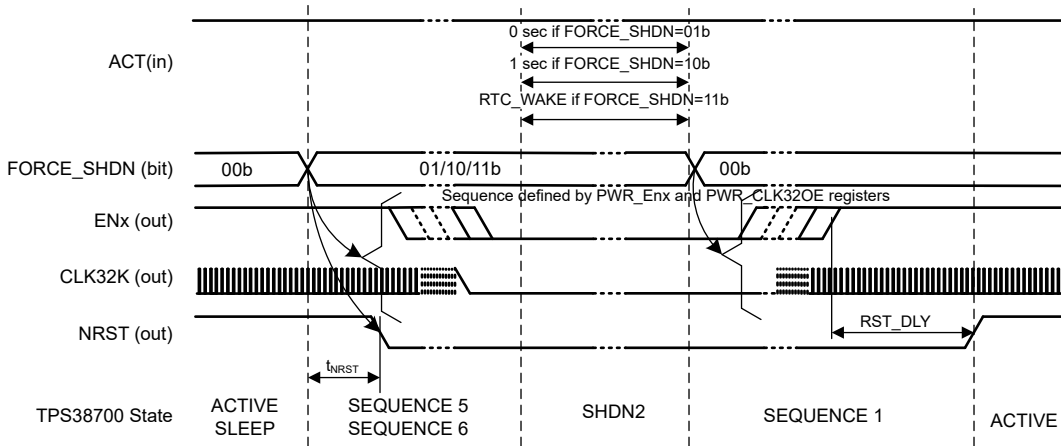 0 sec if FORCE_SHDN=01b
ACT(in)
1 sec if FORCE_SHDN=10b
RTC_WAKE if FORCE_SHDN=11b
FORCE_SHDN (bit)
00b
01/10/11b
00b
Sequence defined by PWR_Enx and PWR_CLK32OE registers
ENx (out)
CLK32K (out)
NRST (out)
RST_DLY
tNRST
TPS38700 State
ACTIVE
SLEEP
SEQUENCE 5
SEQUENCE 6
SHDN2
SEQUENCE 1
ACTIVE